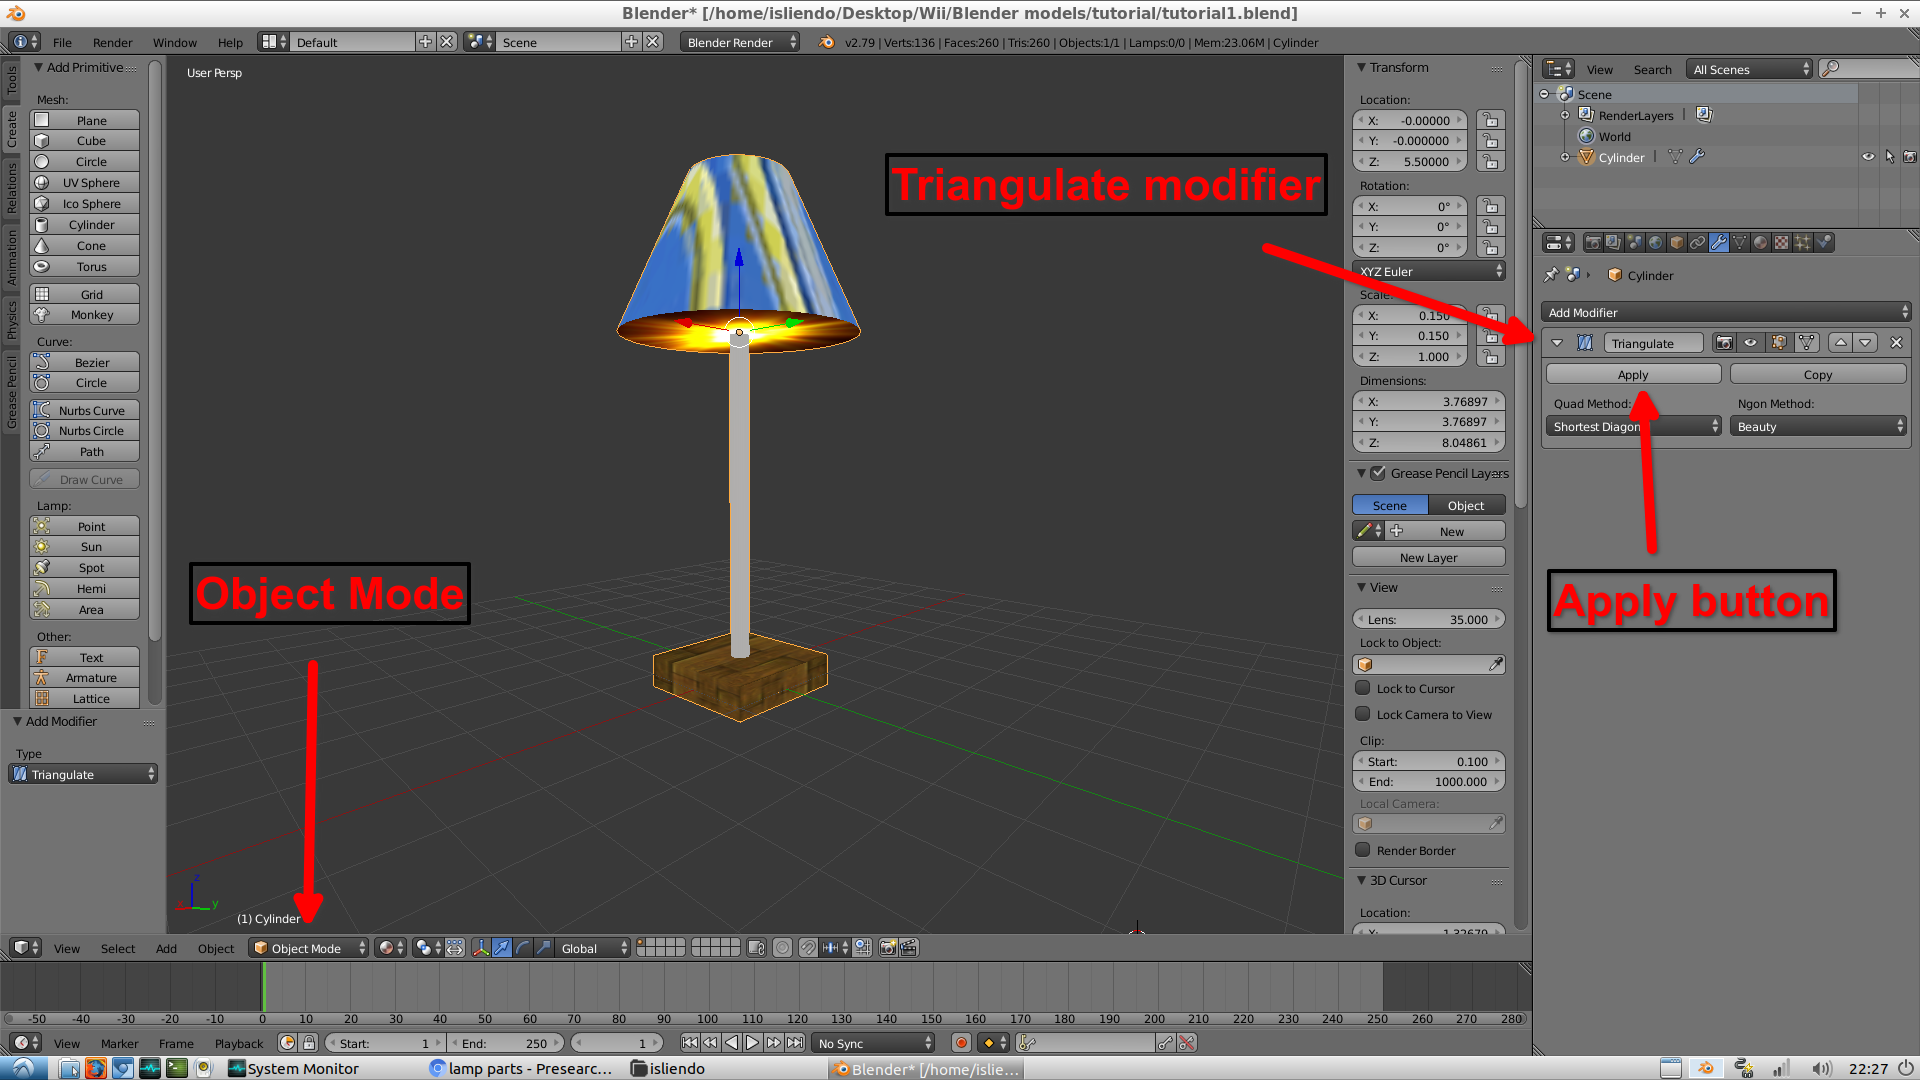 Blender* [/home/isliendo/Desktop/Wii/Blender models/tutorial/tutorial1.blend]
File Render Window Help Default Scene Blender Render v2.79 | Verts:136 | Faces:260 | Tris:260 | Objects:1/1 | Lamps:0/0 | Mem:23.06M | Cylinder
Tools
Create
Relations
Animation
Physics
Grease Pencil
Add Primitive
Mesh:
Plane
Cube
Circle
UV Sphere
Ico Sphere
Cylinder
Cone
Torus
Grid
Monkey
Curve:
Bezier
Circle
Nurbs Curve
Nurbs Circle
Path
Draw Curve
Lamp:
Point
Sun
Spot
Hemi
Area
Other:
Text
Armature
Lattice
Add Modifier
Type
Triangulate
User Persp
Triangulate modifier
Object Mode
z
x
y
(1) Cylinder
Transform
Location:
X: -0.00000
Y: -0.000000
Z: 5.50000
Rotation:
X: 0°
Y: 0°
Z: 0°
XYZ Euler
Scale:
X: 0.150
Y: 0.150
Z: 1.000
Dimensions:
X: 3.76897
Y: 3.76897
Z: 8.04861
Grease Pencil Layers
Scene Object
New
New Layer
View
Lens: 35.000
Lock to Object:
Lock to Cursor
Lock Camera to View
Clip:
Start: 0.100
End: 1000.000
Local Camera:
Render Border
3D Cursor
Location:
X: 1.32679
View Search All Scenes
Scene
RenderLayers |
World
Cylinder |
Cylinder
Add Modifier
Triangulate
Apply Copy
Quad Method: Ngon Method:
Shortest Diagon Beauty
Apply button
View Select Add Object Object Mode Global
-50 -40 -30 -20 -10 0 10 20 30 40 50 60 70 80 90 100 110 120 130 140 150 160 170 180 190 200 210 220 230 240 250 260 270 280
View Marker Frame Playback Start: 1 End: 250 1 No Sync
System Monitor lamp parts - Presearc... isliendo Blender* [/home/islie... 22:27